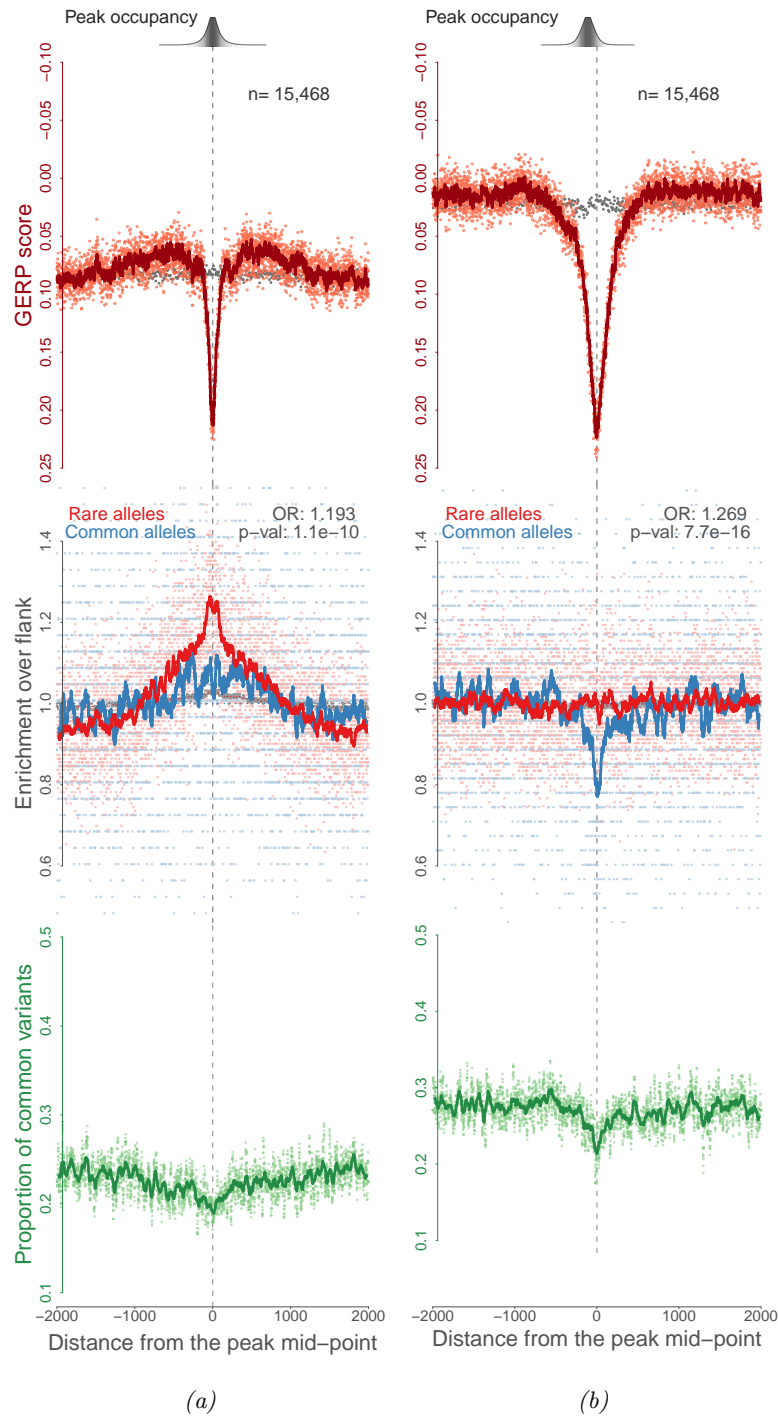 Peak occupancy
Peak occupancy
−0.10
−0.05
0.00
0.05
0.10
0.15
0.20
0.25
GERP score
n= 15,468
−0.10
−0.05
0.00
0.05
0.10
0.15
0.20
0.25
n= 15,468
Rare alleles
Common alleles
OR: 1.193
p−val: 1.1e−10
1.4
1.2
1.0
0.8
0.6
Enrichment over flank
Rare alleles
Common alleles
OR: 1.269
p−val: 7.7e−16
1.4
1.2
1.0
0.8
0.6
0.5
0.4
0.3
0.2
0.1
Proportion of common variants
0.5
0.4
0.3
0.2
0.1
−2000 −1000 0 1000 2000
Distance from the peak mid−point
−2000 −1000 0 1000 2000
Distance from the peak mid−point
(a)
(b)